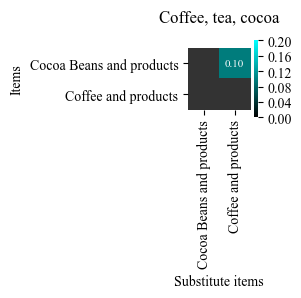 Coffee, tea, cocoa
Items
Cocoa Beans and products
Coffee and products
0.10
0.20
0.16
0.12
0.08
0.04
0.00
Cocoa Beans and products
Coffee and products
Substitute items